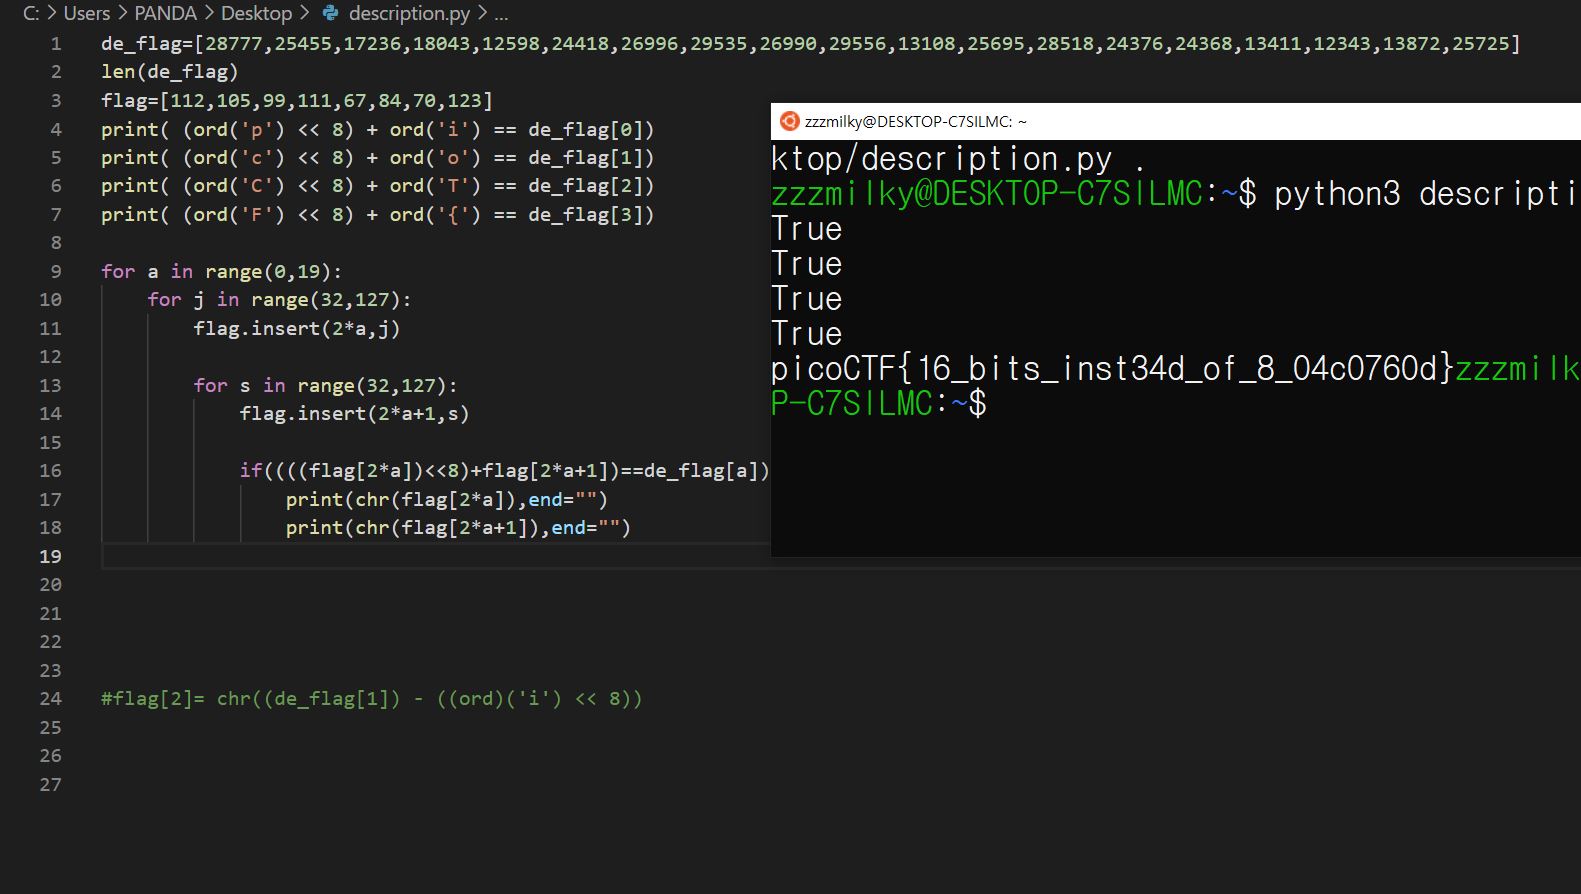 C: > Users > PANDA > Desktop > description.py > ...
1 de_flag=[28777,25455,17236,18043,12598,24418,26996,29535,26990,29556,13108,25695,28518,24376,24368,13411,12343,13872,25725]
2 len(de_flag)
3 flag=[112,105,99,111,67,84,70,123]
4 print( (ord('p') << 8) + ord('i') == de_flag[0])
5 print( (ord('c') << 8) + ord('o') == de_flag[1])
6 print( (ord('C') << 8) + ord('T') == de_flag[2])
7 print( (ord('F') << 8) + ord('{') == de_flag[3])
8
9 for a in range(0,19):
10     for j in range(32,127):
11         flag.insert(2*a,j)
12
13         for s in range(32,127):
14             flag.insert(2*a+1,s)
15
16             if((((flag[2*a])<<8)+flag[2*a+1])==de_flag[a])
17                 print(chr(flag[2*a]),end="")
18                 print(chr(flag[2*a+1]),end="")
19
20
21
22
23
24 #flag[2]= chr((de_flag[1]) - ((ord)('i') << 8))
25
26
27
zzzmilky@DESKTOP-C7SILMC: ~
ktop/description.py .
zzzmilky@DESKTOP-C7SILMC:~$ python3 descripti
True
True
True
True
picoCTF{16_bits_inst34d_of_8_04c0760d}zzzmilk
P-C7SILMC:~$